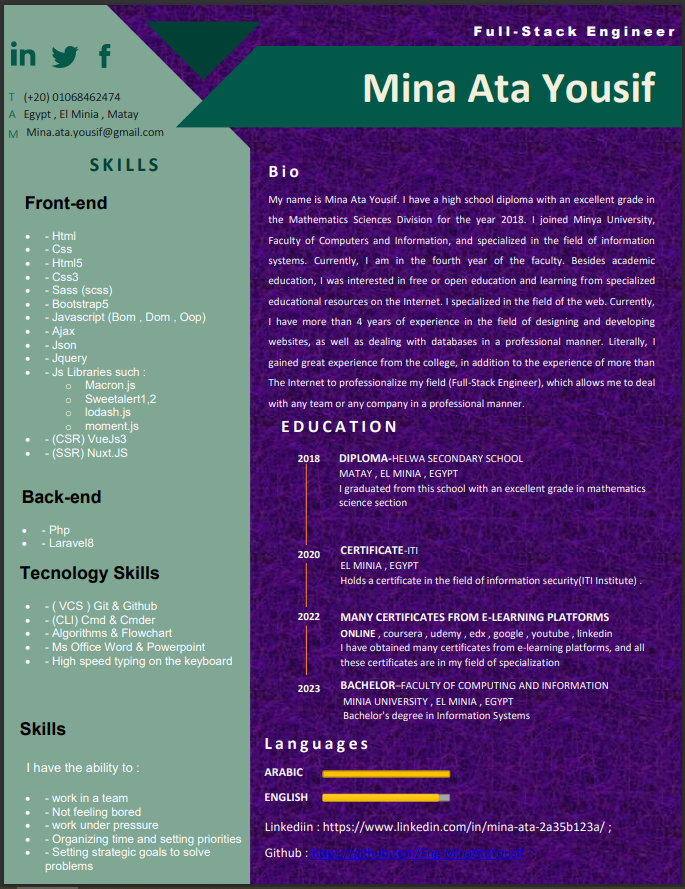 Full-Stack Engineer
Mina Ata Yousif
in
T (+20) 01068462474
A Egypt , El Minia , Matay
M Mina.ata.yousif@gmail.com
SKILLS
Front-end
- Html
- Css
- Html5
- Css3
- Sass (scss)
- Bootstrap5
- Javascript (Bom , Dom , Oop)
- Ajax
- Json
- Jquery
- Js Libraries such :
Macron.js
Sweetalert1,2
lodash.js
moment.js
- (CSR) VueJs3
- (SSR) Nuxt.JS
Back-end
- Php
- Laravel8
Tecnology Skills
- ( VCS ) Git & Github
- (CLI) Cmd & Cmder
- Algorithms & Flowchart
- Ms Office Word & Powerpoint
- High speed typing on the keyboard
Skills
I have the ability to :
- work in a team
- Not feeling bored
- work under pressure
- Organizing time and setting priorities
- Setting strategic goals to solve
problems
Bio
My name is Mina Ata Yousif. I have a high school diploma with an excellent grade in
the Mathematics Sciences Division for the year 2018. I joined Minya University,
Faculty of Computers and Information, and specialized in the field of information
systems. Currently, I am in the fourth year of the faculty. Besides academic
education, I was interested in free or open education and learning from specialized
educational resources on the Internet. I specialized in the field of the web. Currently,
I have more than 4 years of experience in the field of designing and developing
websites, as well as dealing with databases in a professional manner. Literally, I
gained great experience from the college, in addition to the experience of more than
The Internet to professionalize my field (Full-Stack Engineer), which allows me to deal
with any team or any company in a professional manner.
EDUCATION
2018 DIPLOMA-HELWA SECONDARY SCHOOL
MATAY , EL MINIA , EGYPT
I graduated from this school with an excellent grade in mathematics
science section
2020 CERTIFICATE-ITI
EL MINIA , EGYPT
Holds a certificate in the field of information security(ITI Institute) .
2022 MANY CERTIFICATES FROM E-LEARNING PLATFORMS
ONLINE , coursera , udemy , edx , google , youtube , linkedin
I have obtained many certificates from e-learning platforms, and all
these certificates are in my field of specialization
2023 BACHELOR–FACULTY OF COMPUTING AND INFORMATION
MINIA UNIVERSITY , EL MINIA , EGYPT
Bachelor's degree in Information Systems
Languages
ARABIC
ENGLISH
Linkediin : https://www.linkedin.com/in/mina-ata-2a35b123a/ ;
Github :